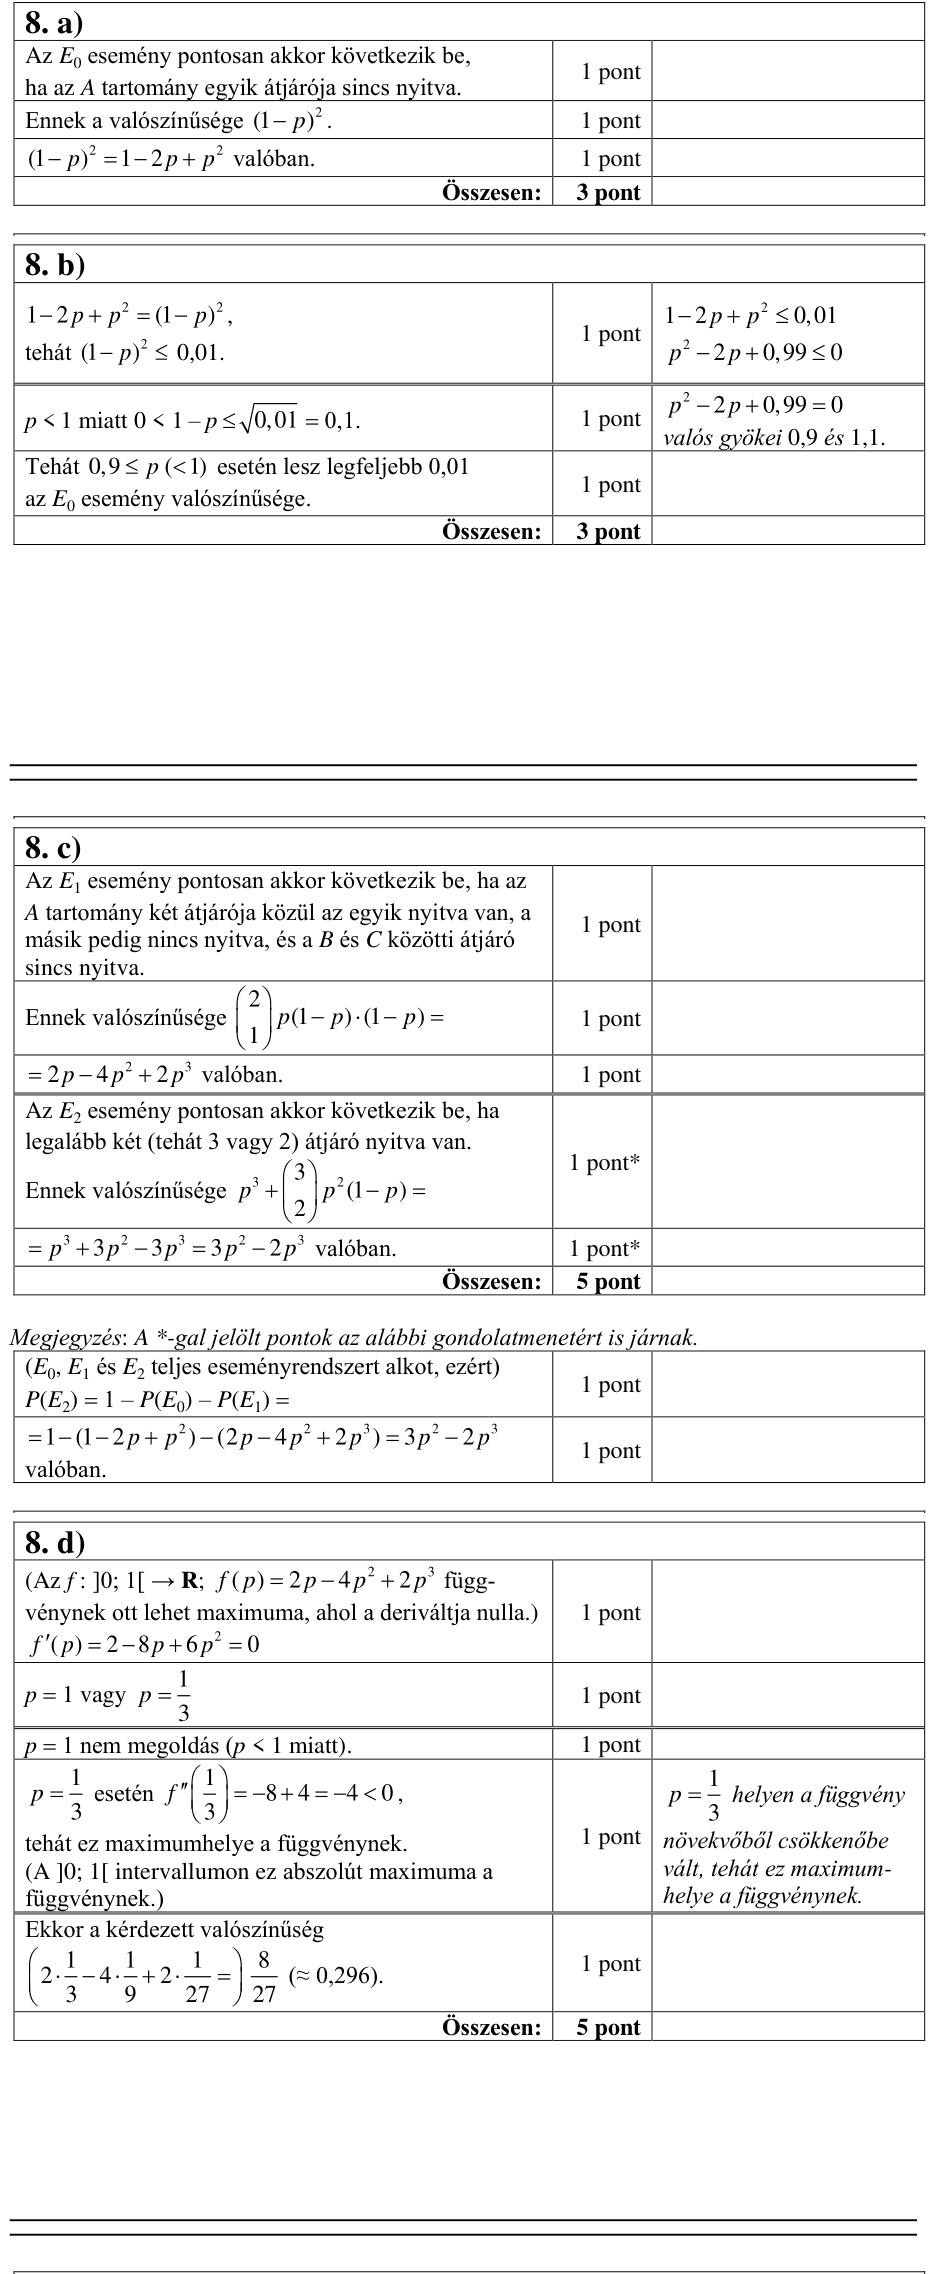 8. a)
Az E₀ esemény pontosan akkor következik be,
ha az A tartomány egyik átjárója sincs nyitva.
1 pont
Ennek a valószínűsége (1 − p)².
1 pont
(1 − p)² = 1 − 2p + p² valóban.
1 pont
Összesen: 3 pont
8. b)
1 − 2p + p² = (1 − p)²,
tehát (1 − p)² ≤ 0,01.
1 pont
1 − 2p + p² ≤ 0,01
p² − 2p + 0,99 ≤ 0
p < 1 miatt 0 < 1 – p ≤ √0,01 = 0,1.
1 pont
p² − 2p + 0,99 = 0
valós gyökei 0,9 és 1,1.
Tehát 0,9 ≤ p (< 1) esetén lesz legfeljebb 0,01
az E₀ esemény valószínűsége.
1 pont
Összesen: 3 pont
8. c)
Az E₁ esemény pontosan akkor következik be, ha az
A tartomány két átjárója közül az egyik nyitva van, a
másik pedig nincs nyitva, és a B és C közötti átjáró
sincs nyitva.
1 pont
Ennek valószínűsége (2 1) p(1 − p)·(1 − p) =
1 pont
= 2p − 4p² + 2p³ valóban.
1 pont
Az E₂ esemény pontosan akkor következik be, ha
legalább két (tehát 3 vagy 2) átjáró nyitva van.
Ennek valószínűsége p³ + (3 2) p²(1 − p) =
1 pont*
= p³ + 3p² − 3p³ = 3p² − 2p³ valóban.
1 pont*
Összesen: 5 pont
Megjegyzés: A *-gal jelölt pontok az alábbi gondolatmenetért is járnak.
(E₀, E₁ és E₂ teljes eseményrendszert alkot, ezért)
P(E₂) = 1 – P(E₀) – P(E₁) =
1 pont
= 1 − (1 − 2p + p²) − (2p − 4p² + 2p³) = 3p² − 2p³
valóban.
1 pont
8. d)
(Az f : ]0; 1[ → R; f(p) = 2p − 4p² + 2p³ függ-
vénynek ott lehet maximuma, ahol a deriváltja nulla.)
f′(p) = 2 − 8p + 6p² = 0
1 pont
p = 1 vagy p = 1/3
1 pont
p = 1 nem megoldás (p < 1 miatt).
1 pont
p = 1/3 esetén f″(1/3) = −8 + 4 = −4 < 0,
tehát ez maximumhelye a függvénynek.
(A ]0; 1[ intervallumon ez abszolút maximuma a
függvénynek.)
1 pont
p = 1/3 helyen a függvény
növekvőből csökkenőbe
vált, tehát ez maximum-
helye a függvénynek.
Ekkor a kérdezett valószínűség
(2·1/3 − 4·1/9 + 2·1/27 =) 8/27 (≈ 0,296).
1 pont
Összesen: 5 pont